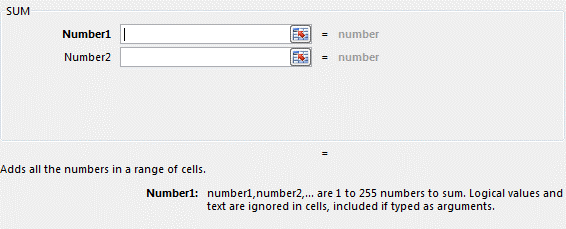 SUM
Number1 = number
Number2 = number
=
Adds all the numbers in a range of cells.
Number1: number1,number2,... are 1 to 255 numbers to sum. Logical values and
text are ignored in cells, included if typed as arguments.